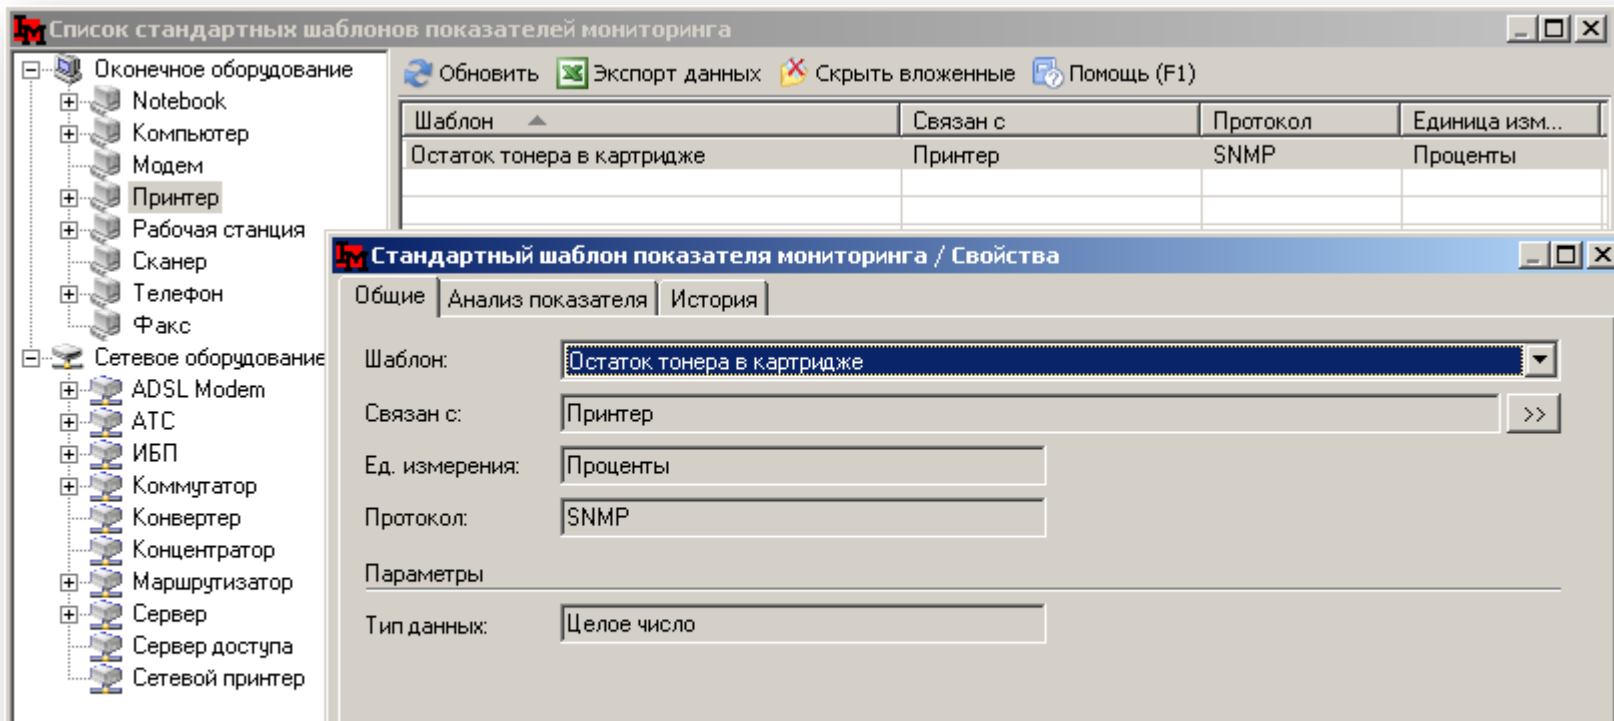 Список стандартных шаблонов показателей мониторинга
Оконечное оборудование
Notebook
Компьютер
Модем
Принтер
Рабочая станция
Сканер
Телефон
Факс
Сетевое оборудование
ADSL Modem
АТС
ИБП
Коммутатор
Конвертер
Концентратор
Маршрутизатор
Сервер
Сервер доступа
Сетевой принтер
Обновить Экспорт данных Скрыть вложенные Помощь (F1)
Шаблон Связан с Протокол Единица изм...
Остаток тонера в картридже Принтер SNMP Проценты
Стандартный шаблон показателя мониторинга / Свойства
Общие Анализ показателя История
Шаблон: Остаток тонера в картридже
Связан с: Принтер >>
Ед. измерения: Проценты
Протокол: SNMP
Параметры
Тип данных: Целое число